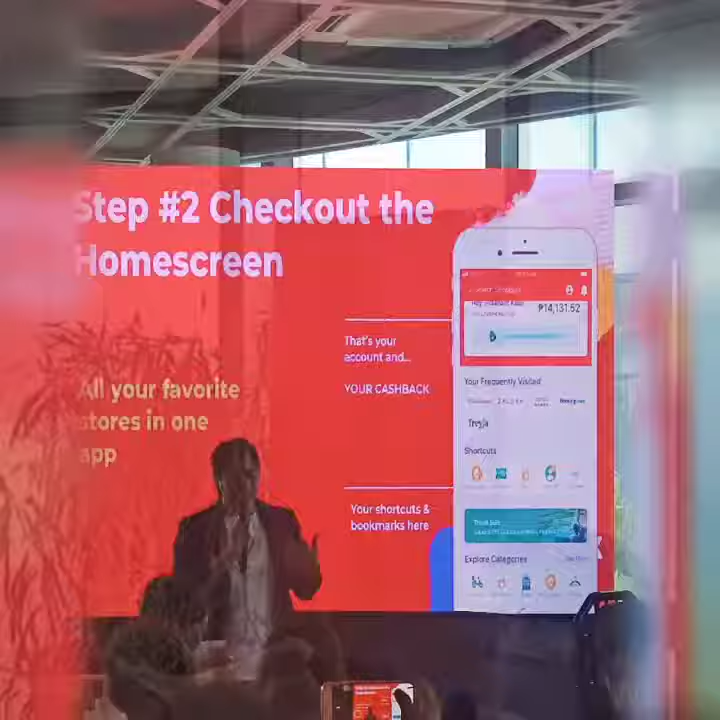 Step #2 Checkout the
Homescreen
All your favorite
stores in one
app
That's your
account and...
YOUR CASHBACK
Your shortcuts &
bookmarks here
₱14,131.52
Your Frequently Visited
Shortcuts
Explore Categories